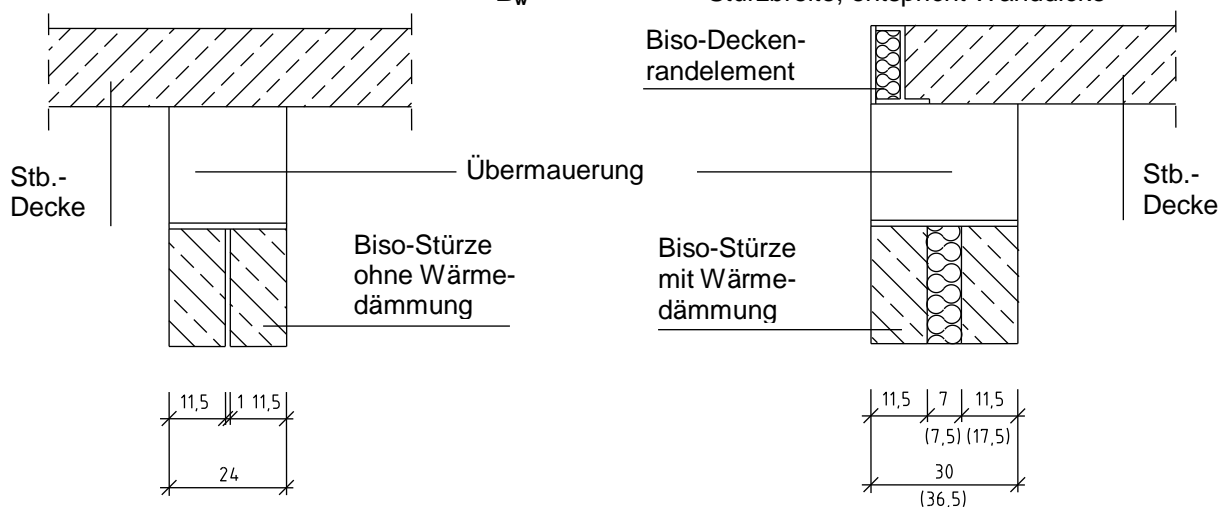 Biso-Decken-
randelement
Stb.-
Decke
Übermauerung
Stb.-
Decke
Biso-Stürze
ohne Wärme-
dämmung
Biso-Stürze
mit Wärme-
dämmung
11,5 1 11,5
24
11,5 7 11,5
(7,5) (17,5)
30
(36,5)